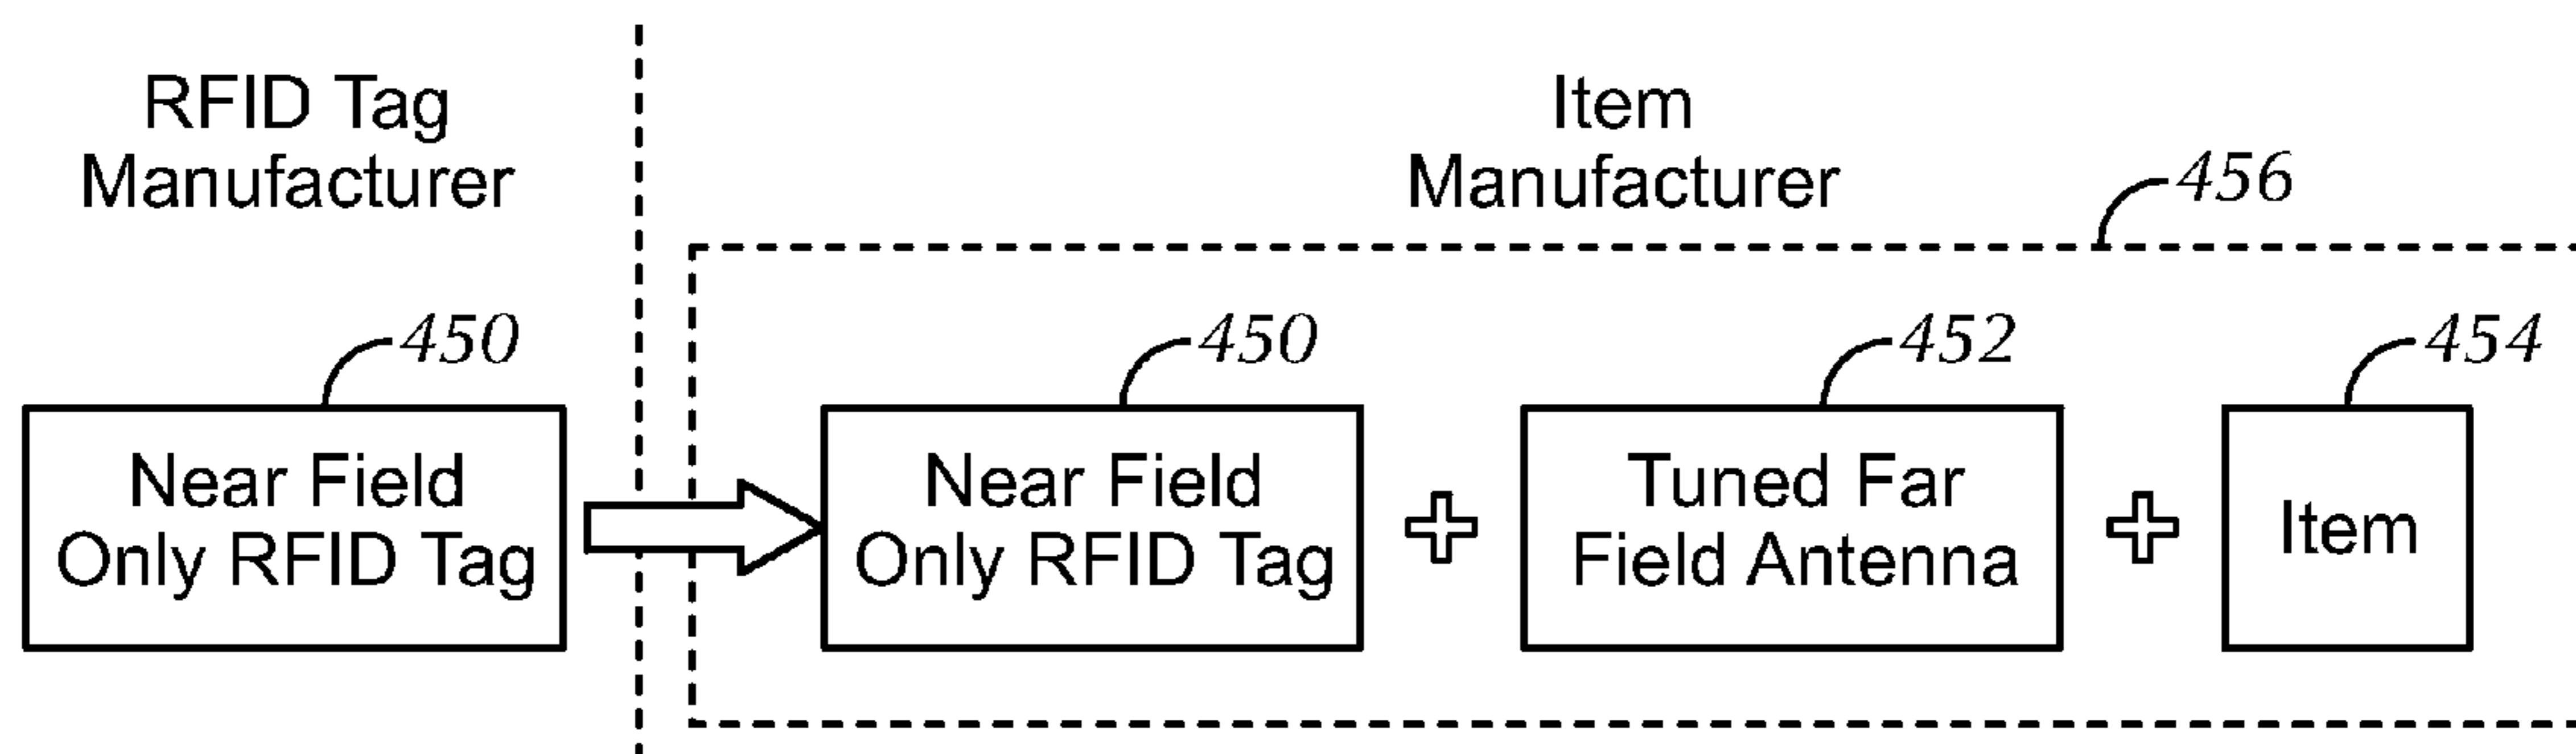 RFID Tag
Manufacturer
Item
Manufacturer
456
450
450
452
454
Near Field
Only RFID Tag
Near Field
Only RFID Tag
Tuned Far
Field Antenna
Item